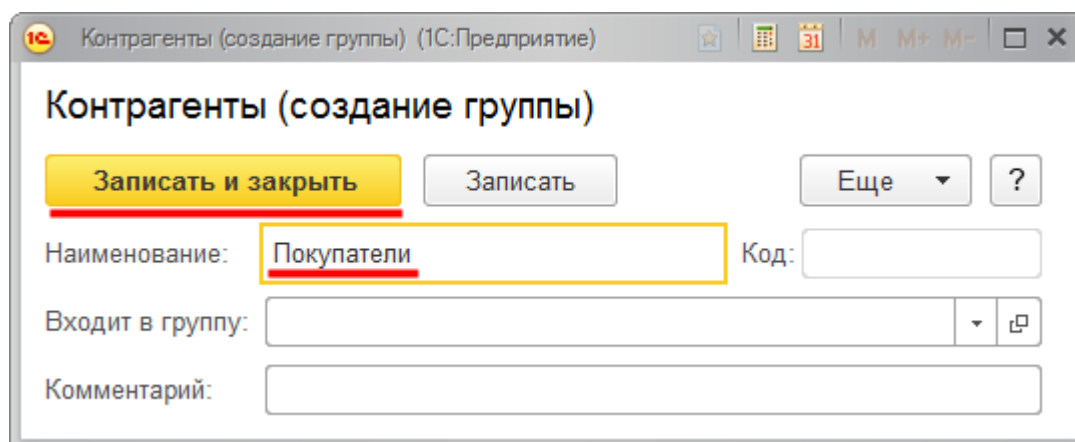 1С Контрагенты (создание группы) (1С:Предприятие) 31 M M+ M-
Контрагенты (создание группы)
Записать и закрыть Записать Еще ?
Наименование: Покупатели Код:
Входит в группу:
Комментарий: